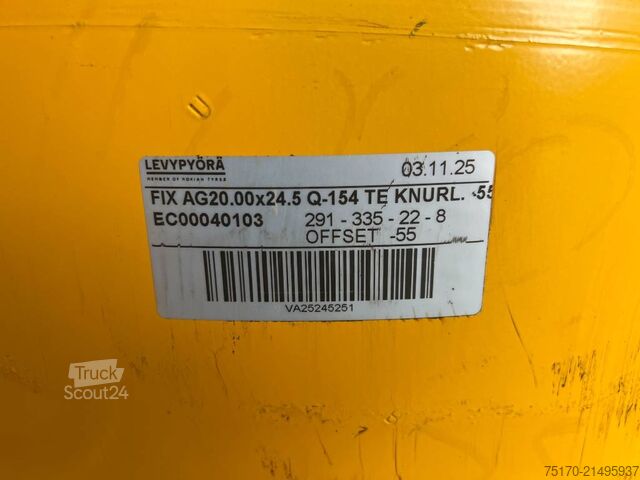 LEVYPYÖRÄ 03.11.25
MEMBER OF NOKIAN TYRES
FIX AG20.00x24.5 Q-154 TE KNURL. -55
EC00040103 291 - 335 - 22 - 8
OFFSET -55
VA25245251
Truck
Scout24
75170-21495937